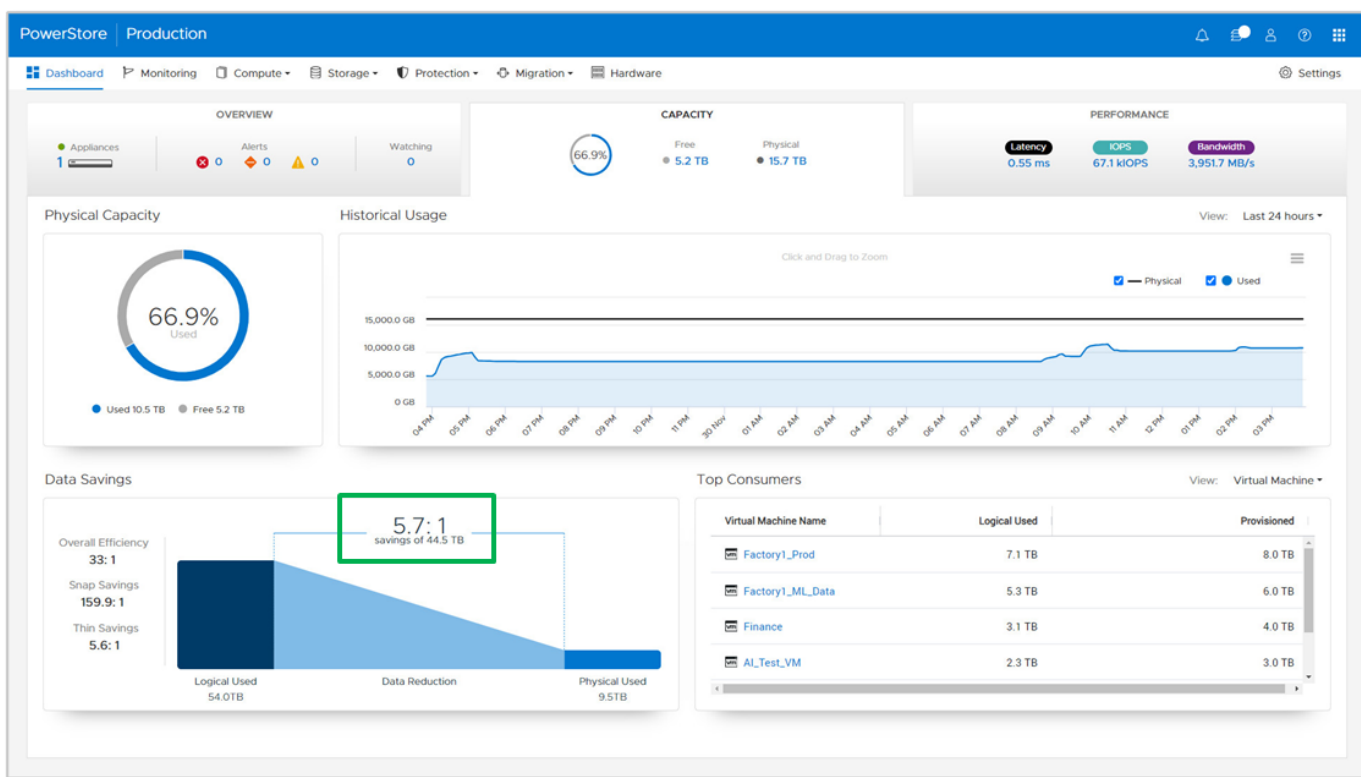 PowerStore Production
Dashboard Monitoring Compute Storage Protection Migration Hardware Settings
OVERVIEW
Appliances
1
Alerts
0 0 0
Watching
0
CAPACITY
66.9%
Free
5.2 TB
Physical
15.7 TB
PERFORMANCE
Latency
0.55 ms
IOPS
67.1 kIOPS
Bandwidth
3,951.7 MB/s
Physical Capacity
66.9%
Used
Used 10.5 TB Free 5.2 TB
Historical Usage
View: Last 24 hours
Click and Drag to Zoom
Physical Used
15,000.0 GB
10,000.0 GB
5,000.0 GB
0 GB
04 PM 05 PM 06 PM 07 PM 08 PM 09 PM 10 PM 11 PM 30 Nov 01 AM 02 AM 03 AM 04 AM 05 AM 06 AM 07 AM 08 AM 09 AM 10 AM 11 AM 12 PM 01 PM 02 PM 03 PM
Data Savings
Overall Efficiency
33: 1
Snap Savings
159.9: 1
Thin Savings
5.6: 1
5.7: 1
savings of 44.5 TB
Logical Used
54.0TB
Data Reduction
Physical Used
9.5TB
Top Consumers
View: Virtual Machine
Virtual Machine Name Logical Used Provisioned
vm Factory1_Prod 7.1 TB 8.0 TB
vm Factory1_ML_Data 5.3 TB 6.0 TB
vm Finance 3.1 TB 4.0 TB
vm AI_Test_VM 2.3 TB 3.0 TB